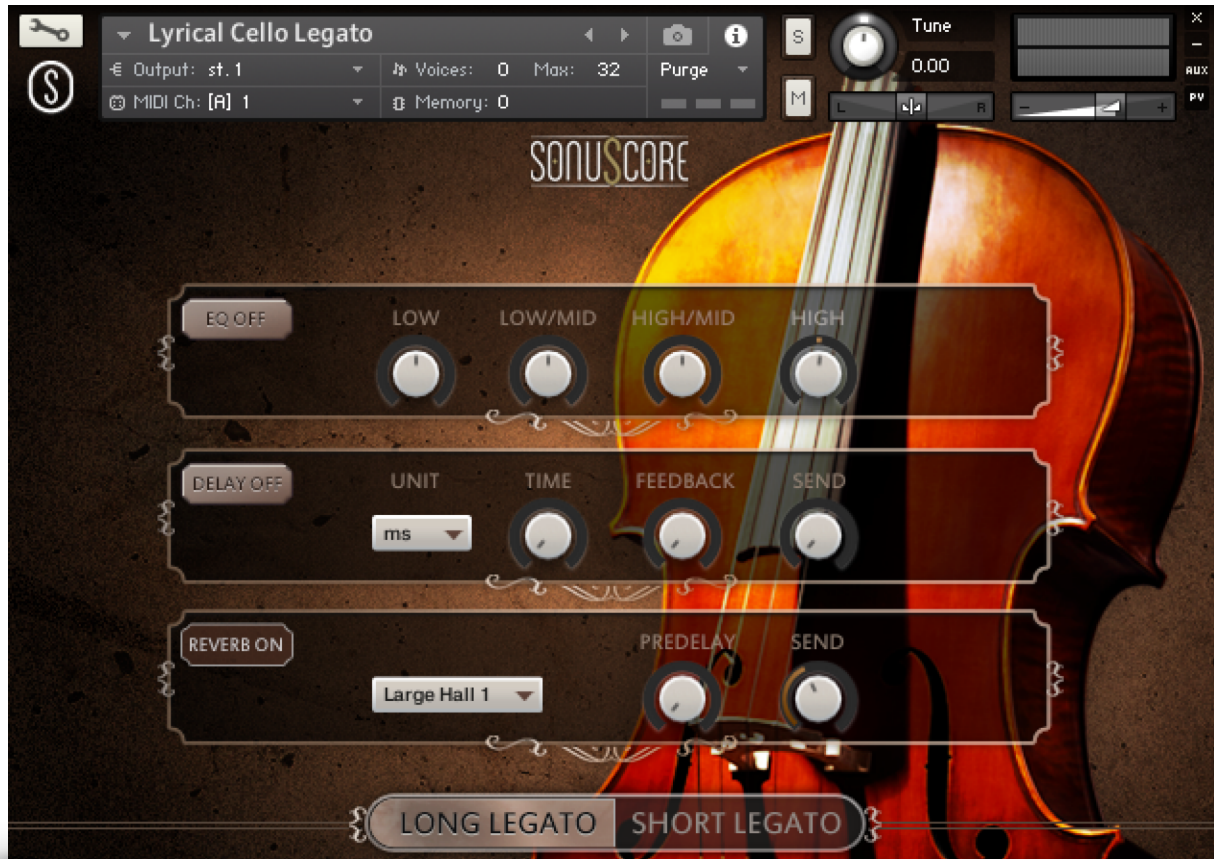 Lyrical Cello Legato
Output: st.1
Voices: 0 Max: 32
Purge
MIDI Ch: [A] 1
Memory: 0
S
M
Tune
0.00
L R
- +
×
-
AUX
PV
SONUSCORE
EQ OFF
LOW LOW/MID HIGH/MID HIGH
DELAY OFF
UNIT TIME FEEDBACK SEND
ms
REVERB ON
PREDELAY SEND
Large Hall 1
LONG LEGATO SHORT LEGATO